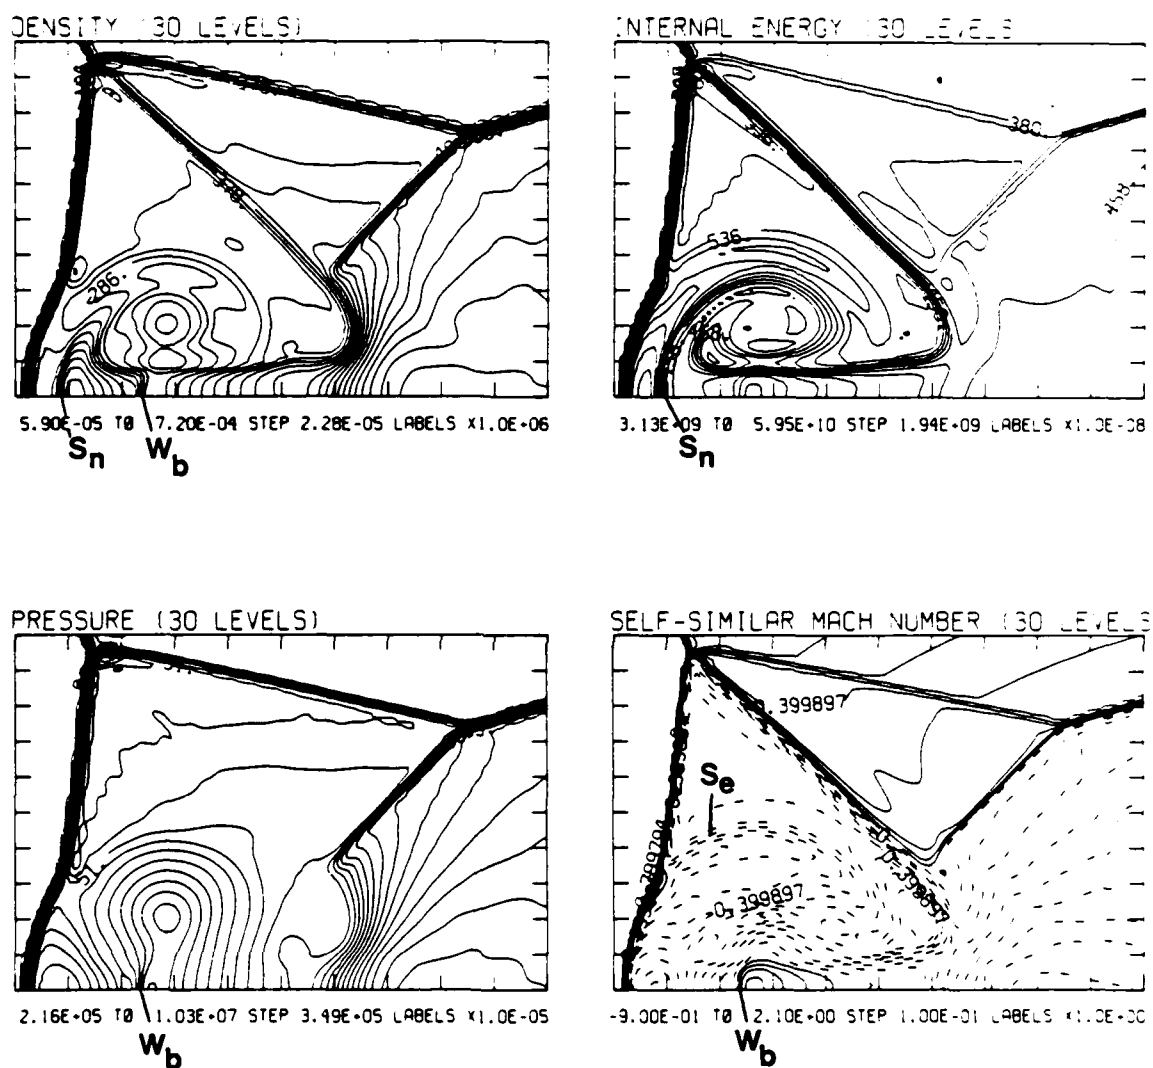 DENSITY (30 LEVELS)
286.
5.90E-05 TO 7.20E-04 STEP 2.28E-05 LABELS X1.0E+06
Sn
Wb
INTERNAL ENERGY (30 LEVELS
380.
458.
536.
3.13E+09 TO 5.95E+10 STEP 1.94E+09 LABELS X1.0E-08
Sn
PRESSURE (30 LEVELS)
2.16E+05 TO 1.03E+07 STEP 3.49E+05 LABELS X1.0E-05
Wb
SELF-SIMILAR MACH NUMBER (30 LEVELS
0.399897
Se
-0.399897
-9.00E-01 TO 2.10E+00 STEP 1.00E-01 LABELS X1.0E+00
Wb